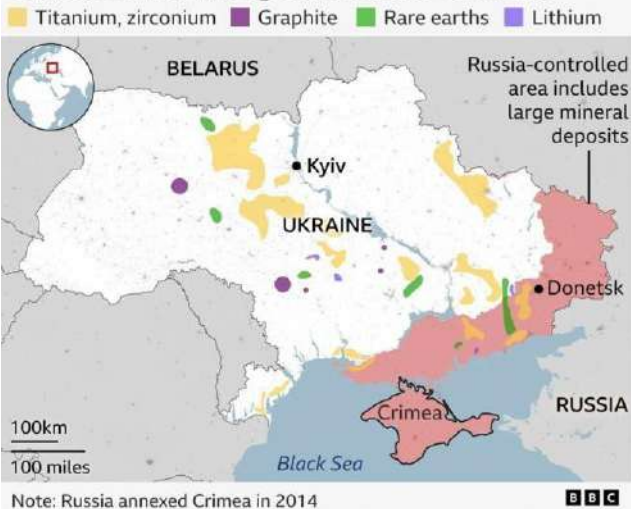 Titanium, zirconium Graphite Rare earths Lithium
BELARUS
Russia-controlled
area includes
large mineral
deposits
Kyiv
UKRAINE
Donetsk
Crimea
RUSSIA
100km
100 miles
Black Sea
Note: Russia annexed Crimea in 2014
BBC